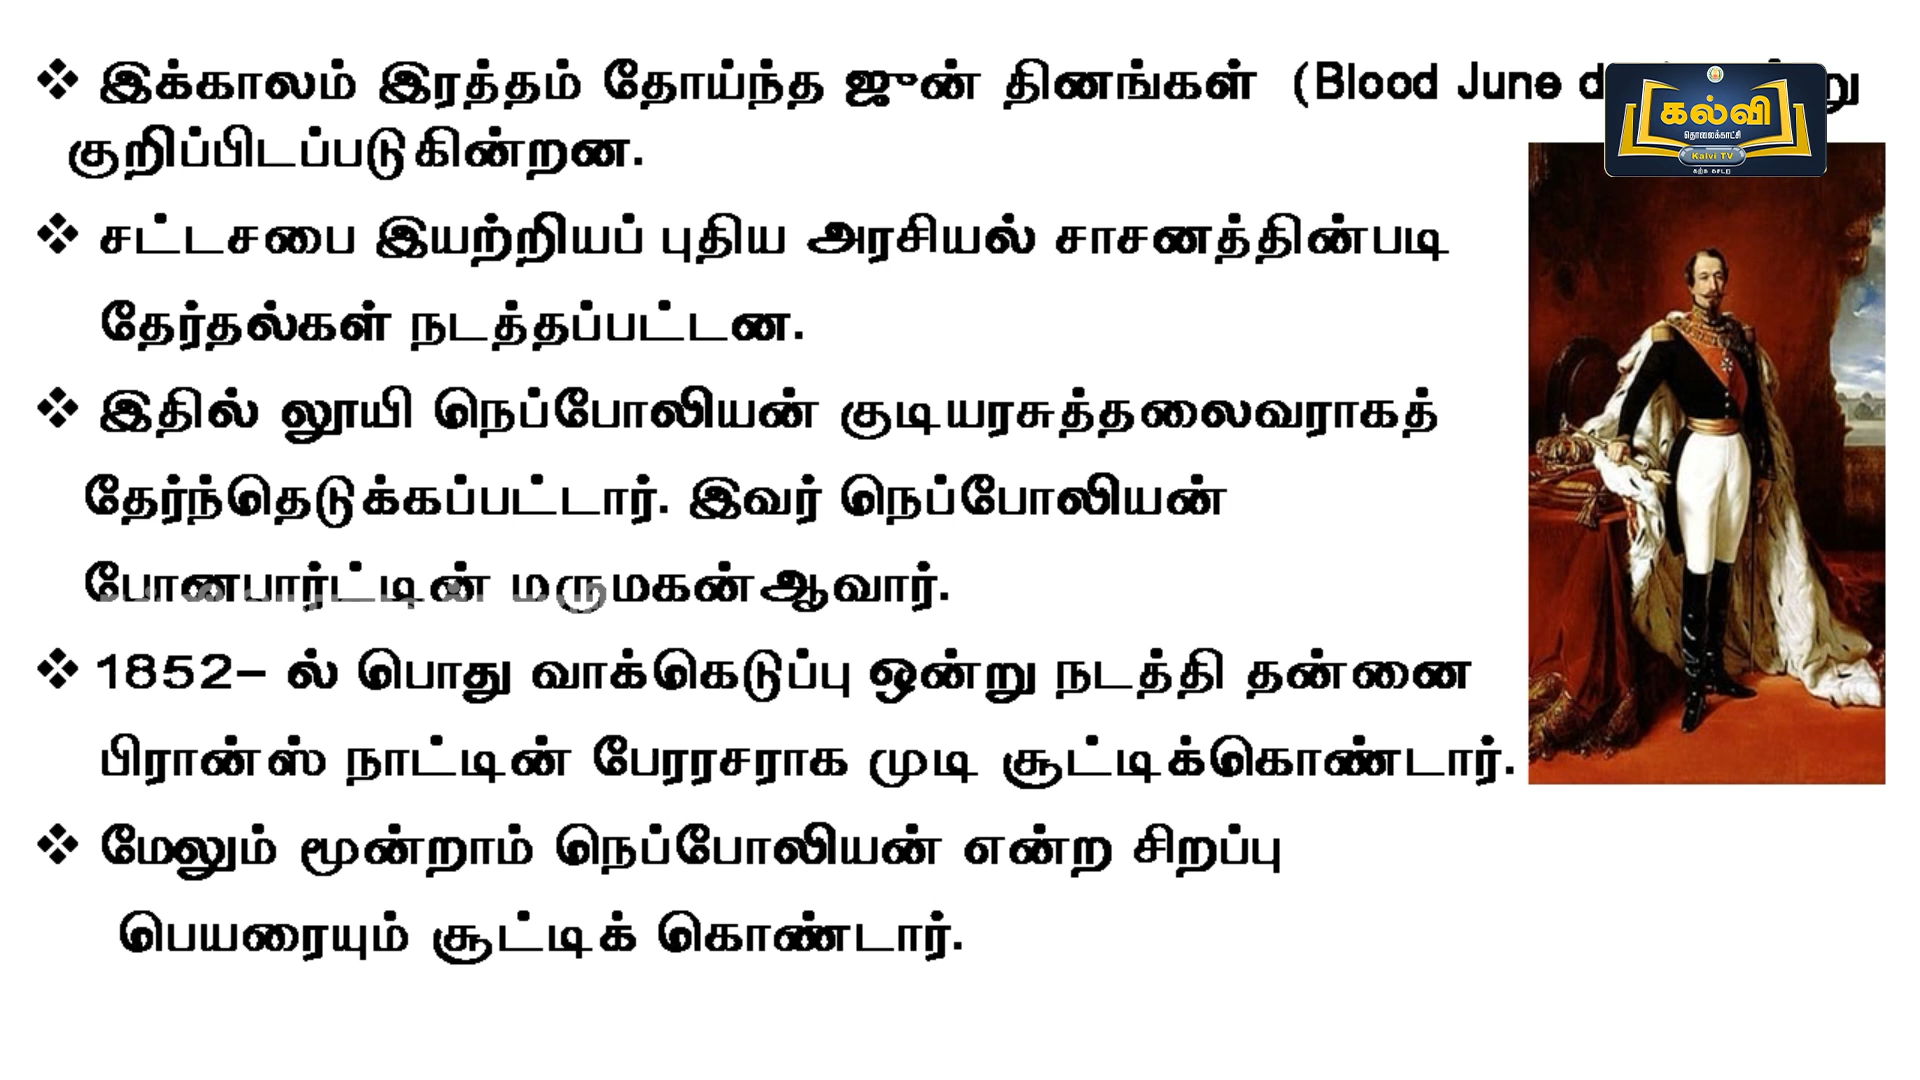 ❖ இக்காலம் இரத்தம் தோய்ந்த ஜுன் தினங்கள் (Blood June
குறிப்பிடப்படுகின்றன.
❖ சட்டசபை இயற்றியப் புதிய அரசியல் சாசனத்தின்படி
தேர்தல்கள் நடத்தப்பட்டன.
❖ இதில் லூயி நெப்போலியன் குடியரசுத்தலைவராகத்
தேர்ந்தெடுக்கப்பட்டார். இவர் நெப்போலியன்
போனபார்ட்டின் மருமகன்ஆவார்.
❖ 1852– ல் பொது வாக்கெடுப்பு ஒன்று நடத்தி தன்னை
பிரான்ஸ் நாட்டின் பேரரசராக முடி சூட்டிக்கொண்டார்.
❖ மேலும் மூன்றாம் நெப்போலியன் என்ற சிறப்பு
பெயரையும் சூட்டிக் கொண்டார்.
கல்வி
தொலைக்காட்சி
Kalvi TV
கற்க கசடற